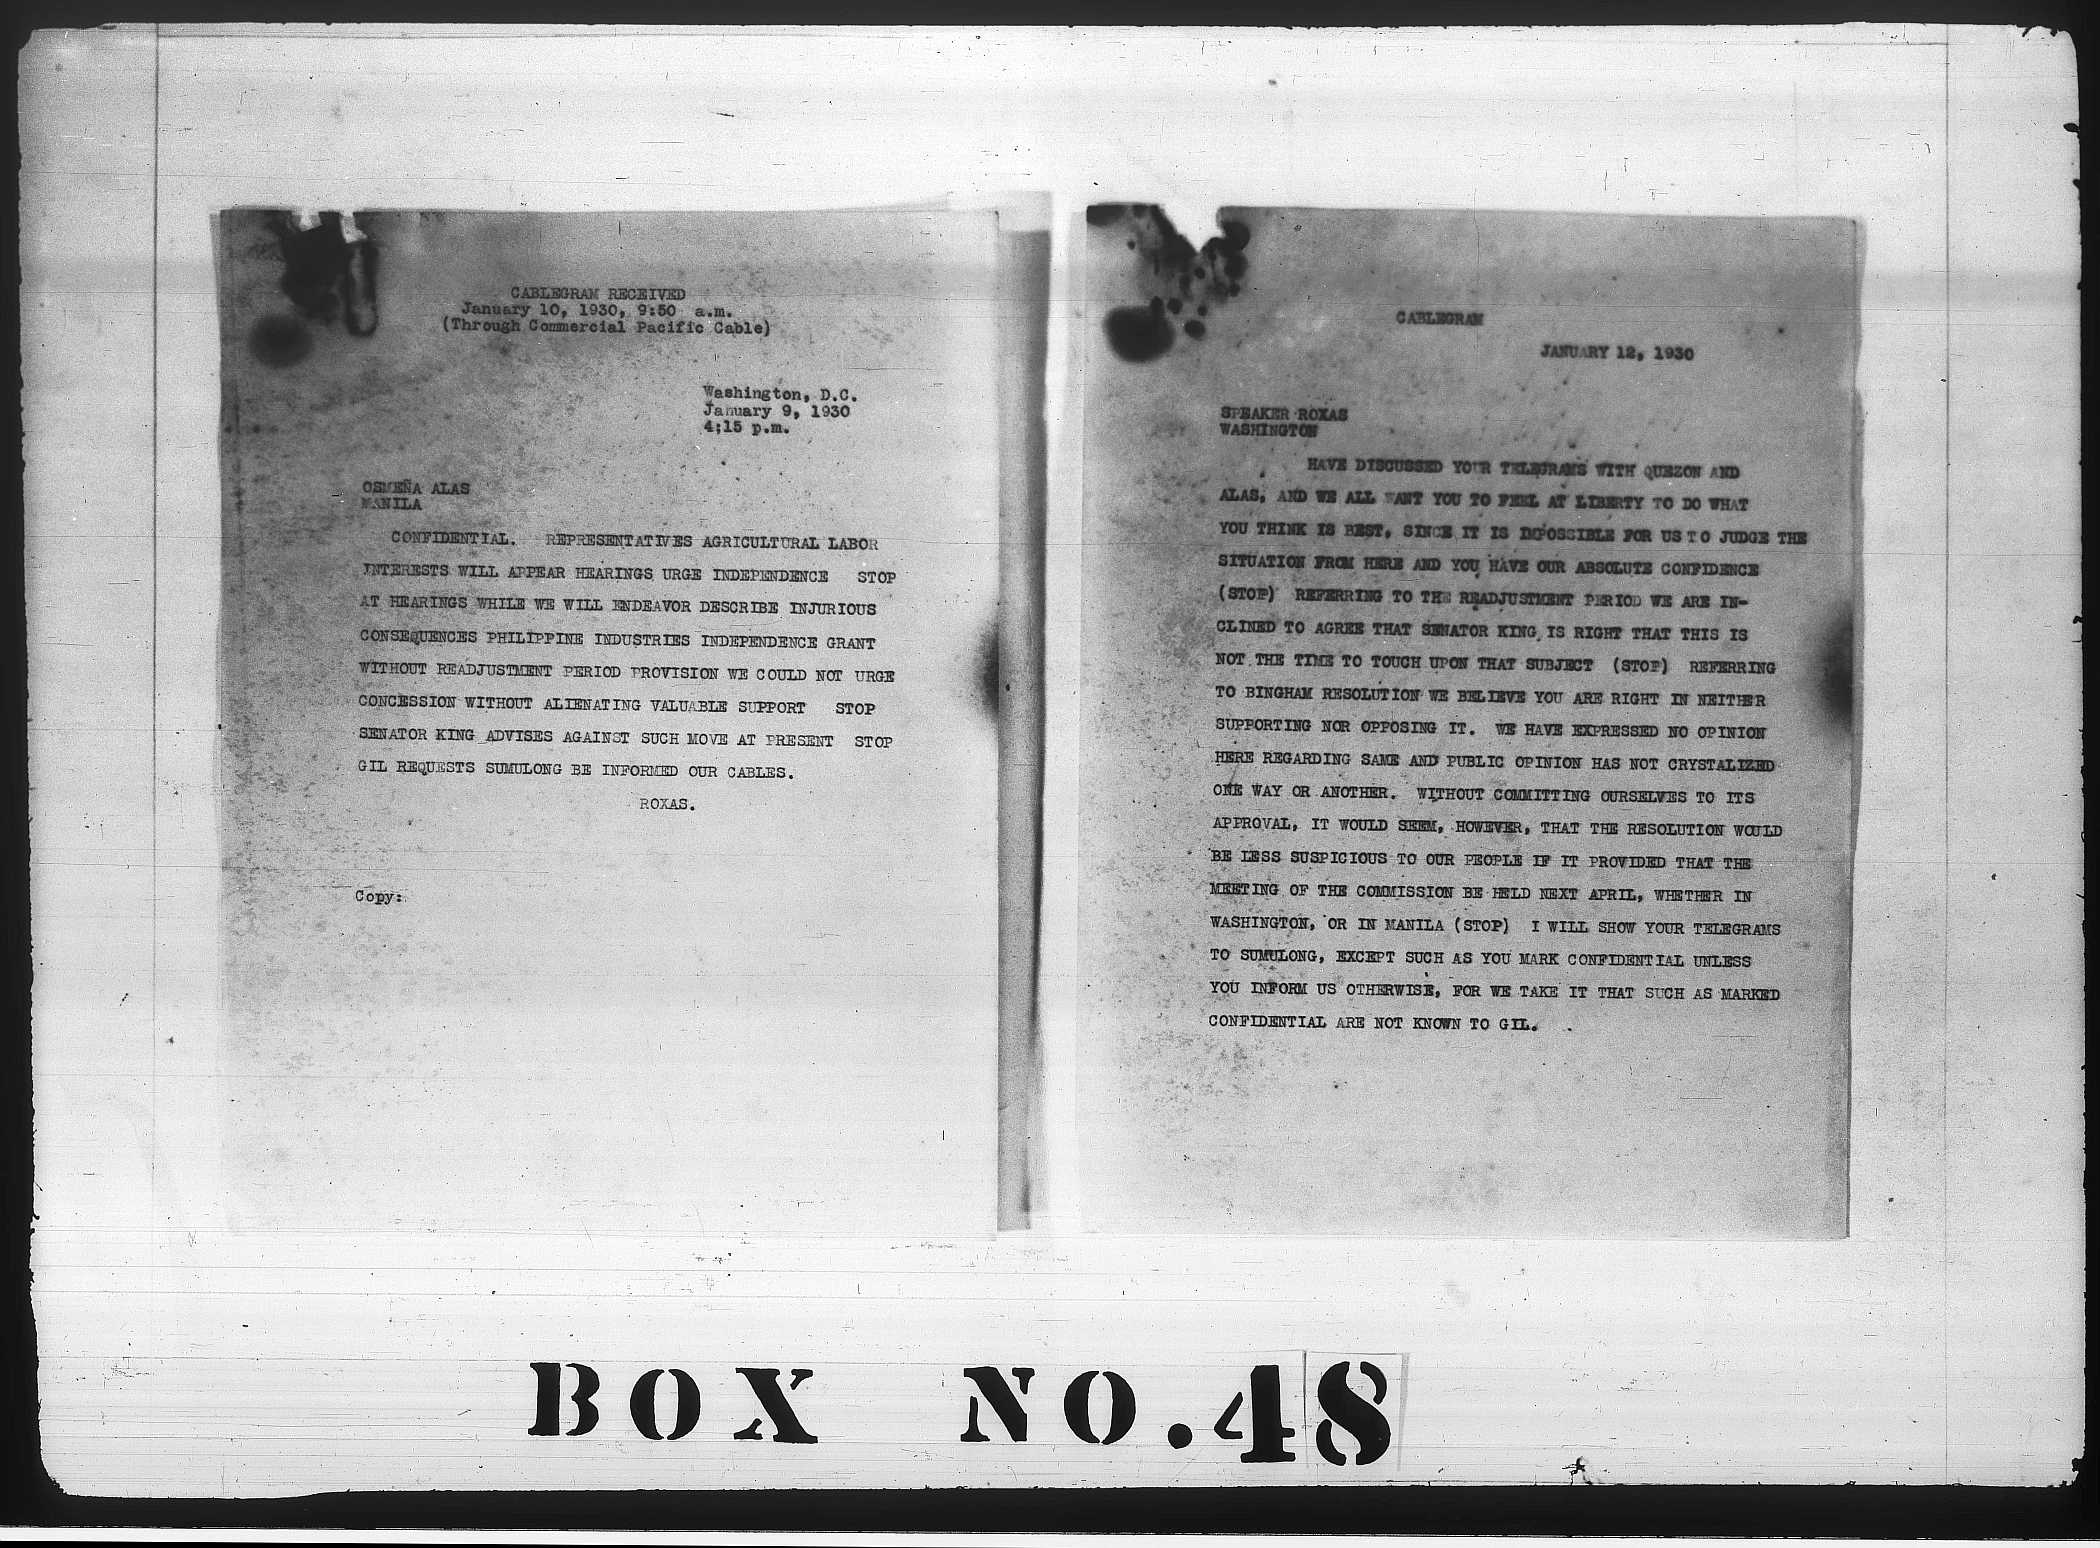 CABLEGRAM RECEIVED
January 10, 1930, 9:50 a.m.
(Through Commercial Pacific Cable)
Washington, D.C.
January 9, 1930
4:15 p.m.
OSMEÑA ALAS
MANILA
CONFIDENTIAL. REPRESENTATIVES AGRICULTURAL LABOR
INTERESTS WILL APPEAR HEARINGS URGE INDEPENDENCE STOP
AT HEARINGS WHILE WE WILL ENDEAVOR DESCRIBE INJURIOUS
CONSEQUENCES PHILIPPINE INDUSTRIES INDEPENDENCE GRANT
WITHOUT READJUSTMENT PERIOD PROVISION WE COULD NOT URGE
CONCESSION WITHOUT ALIENATING VALUABLE SUPPORT STOP
SENATOR KING ADVISES AGAINST SUCH MOVE AT PRESENT STOP
GIL REQUESTS SUMULONG BE INFORMED OUR CABLES.
ROXAS.
Copy:
CABLEGRAM
JANUARY 12, 1930
SPEAKER ROXAS
WASHINGTON
HAVE DISCUSSED YOUR TELEGRAMS WITH QUEZON AND
ALAS, AND WE ALL WANT YOU TO FEEL AT LIBERTY TO DO WHAT
YOU THINK IS BEST, SINCE IT IS IMPOSSIBLE FOR US TO JUDGE THE
SITUATION FROM HERE AND YOU HAVE OUR ABSOLUTE CONFIDENCE
(STOP) REFERRING TO THE READJUSTMENT PERIOD WE ARE IN-
CLINED TO AGREE THAT SENATOR KING IS RIGHT THAT THIS IS
NOT THE TIME TO TOUCH UPON THAT SUBJECT (STOP) REFERRING
TO BINGHAM RESOLUTION WE BELIEVE YOU ARE RIGHT IN NEITHER
SUPPORTING NOR OPPOSING IT. WE HAVE EXPRESSED NO OPINION
HERE REGARDING SAME AND PUBLIC OPINION HAS NOT CRYSTALIZED
ONE WAY OR ANOTHER. WITHOUT COMMITTING OURSELVES TO ITS
APPROVAL, IT WOULD SEEM, HOWEVER, THAT THE RESOLUTION WOULD
BE LESS SUSPICIOUS TO OUR PEOPLE IF IT PROVIDED THAT THE
MEETING OF THE COMMISSION BE HELD NEXT APRIL, WHETHER IN
WASHINGTON, OR IN MANILA (STOP) I WILL SHOW YOUR TELEGRAMS
TO SUMULONG, EXCEPT SUCH AS YOU MARK CONFIDENTIAL UNLESS
YOU INFORM US OTHERWISE, FOR WE TAKE IT THAT SUCH AS MARKED
CONFIDENTIAL ARE NOT KNOWN TO GIL.
BOX NO.48